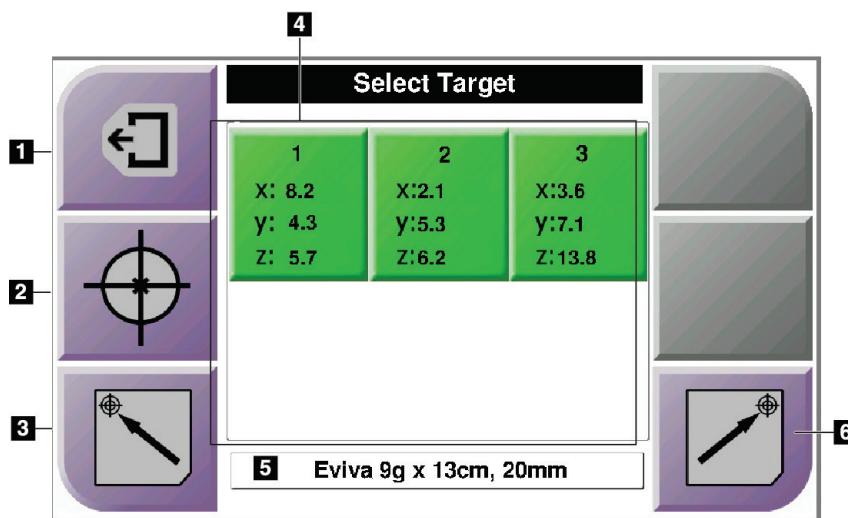 4
Select Target
1
1
x: 8.2
y: 4.3
z: 5.7
2
x:2.1
y:5.3
z:6.2
3
x:3.6
y:7.1
z:13.8
2
3
6
5 Eviva 9g x 13cm, 20mm